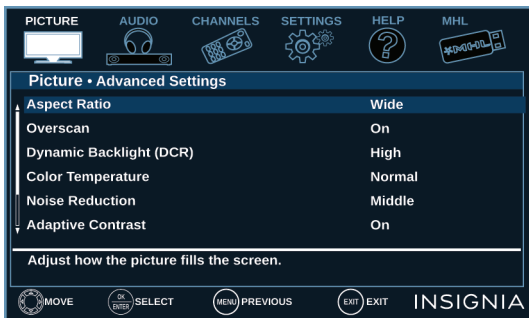 PICTURE AUDIO CHANNELS SETTINGS HELP MHL
MHL
Picture • Advanced Settings
Aspect Ratio Wide
Overscan On
Dynamic Backlight (DCR) High
Color Temperature Normal
Noise Reduction Middle
Adaptive Contrast On
Adjust how the picture fills the screen.
MOVE OK ENTER SELECT MENU PREVIOUS EXIT EXIT INSIGNIA